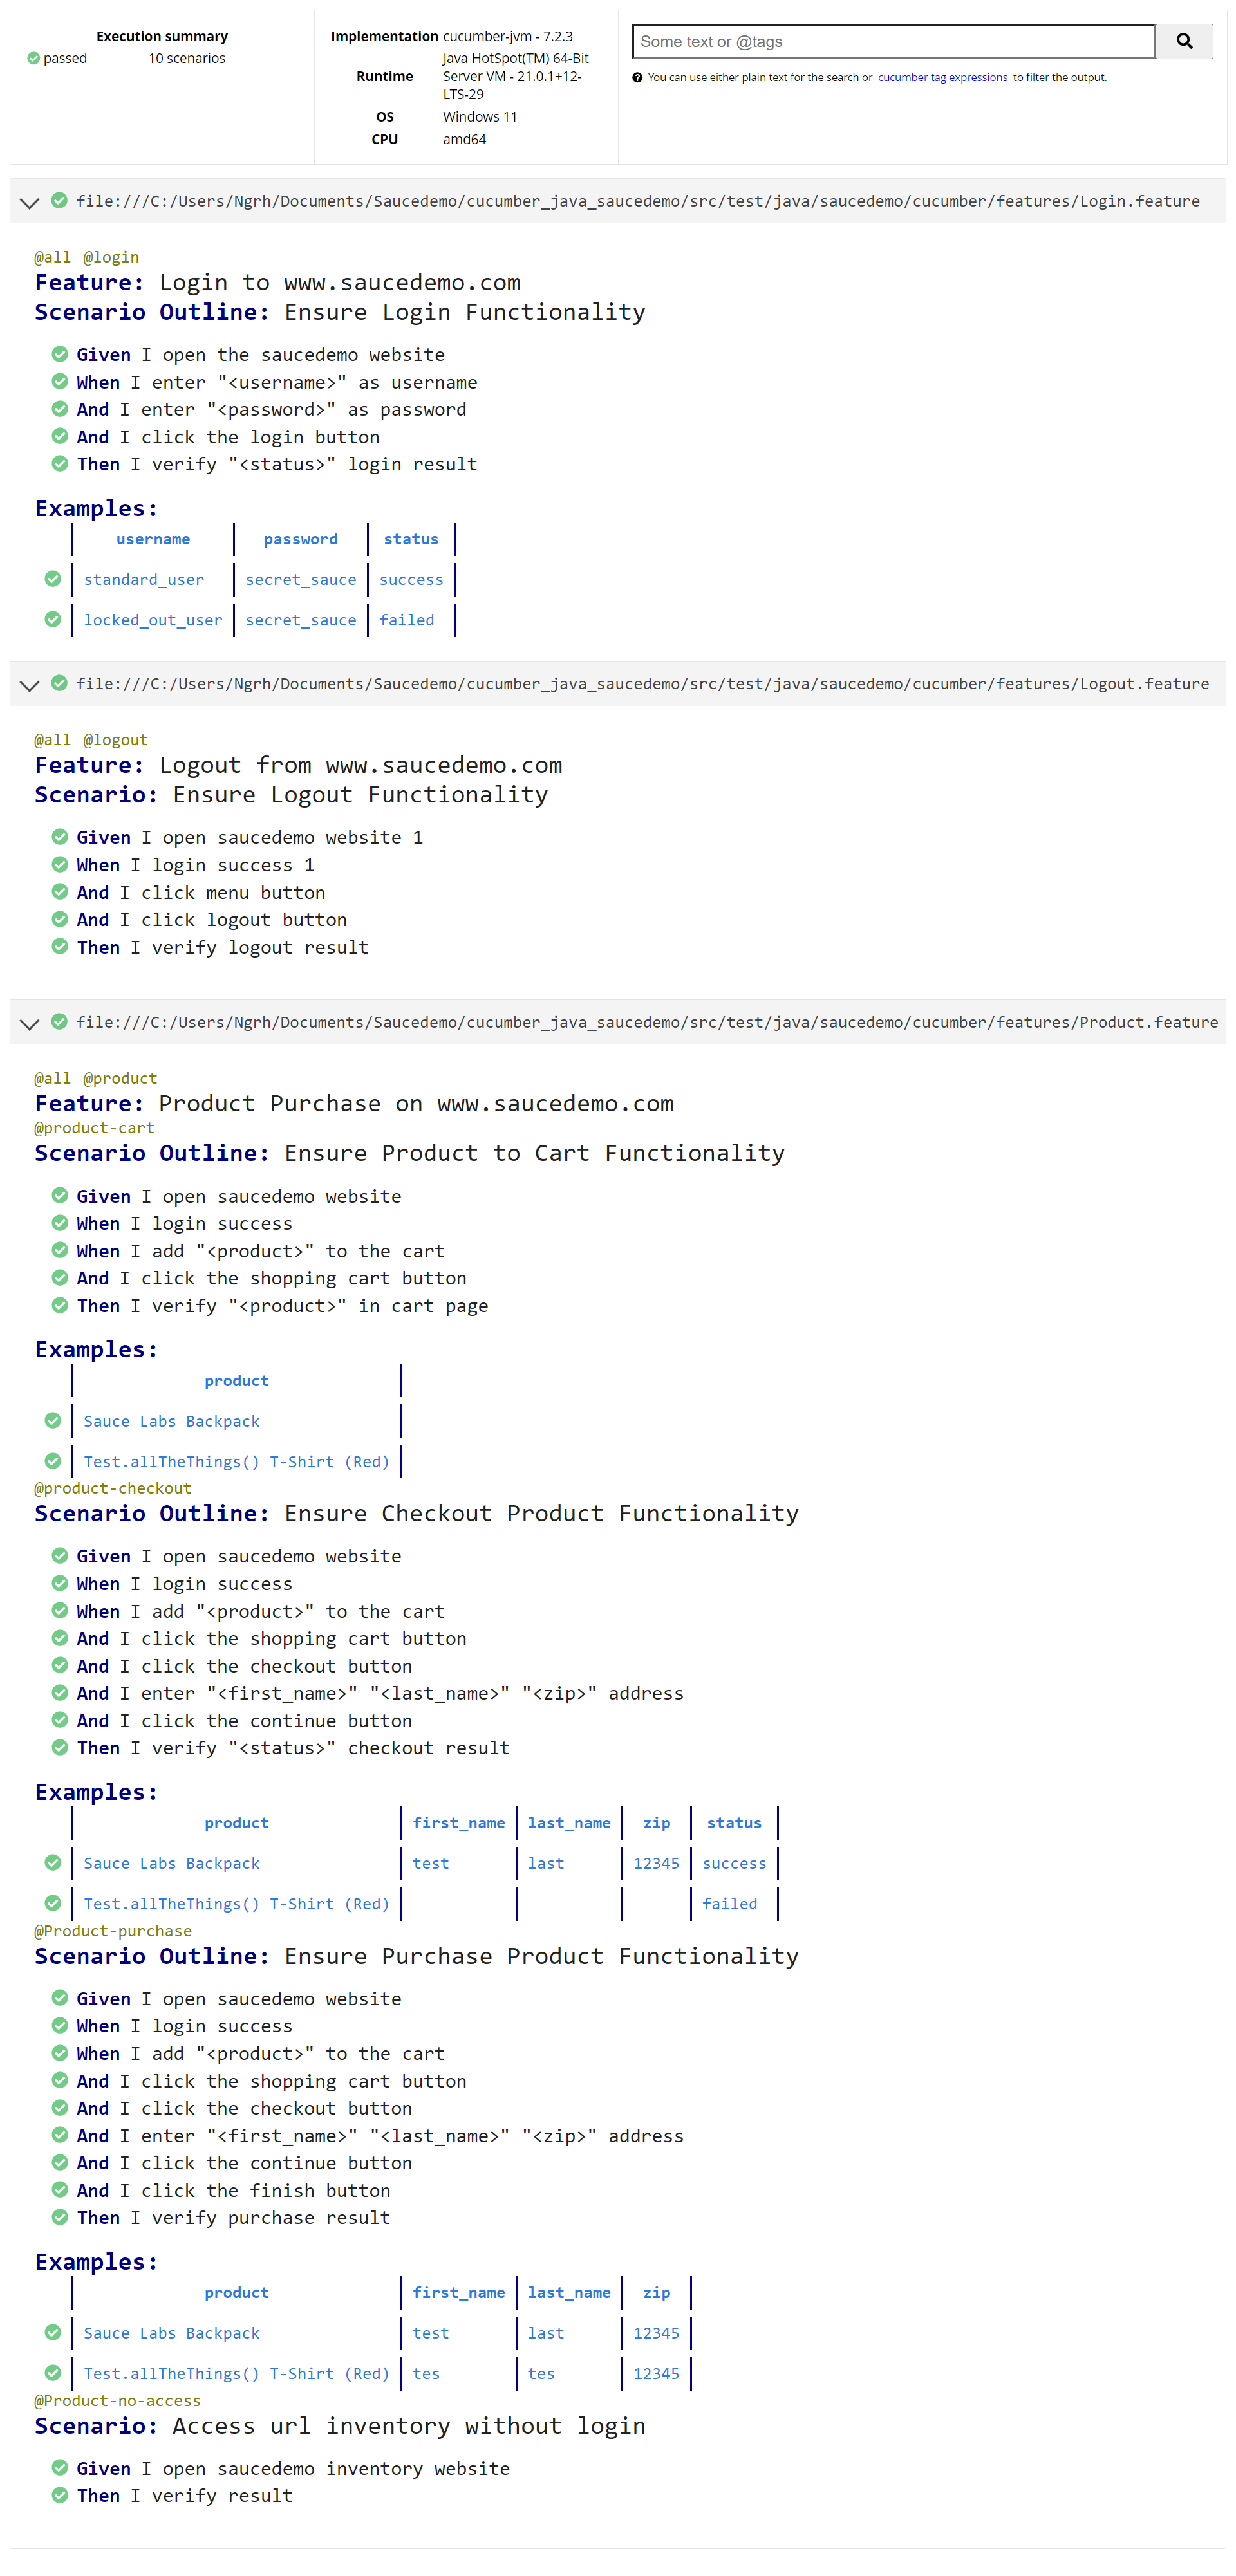 Execution summary
passed 10 scenarios
Implementation cucumber-jvm - 7.2.3
Runtime Java HotSpot(TM) 64-Bit
Server VM - 21.0.1+12-
LTS-29
OS Windows 11
CPU amd64
Some text or @tags
You can use either plain text for the search or cucumber tag expressions to filter the output.
file:///C:/Users/Ngrh/Documents/Saucedemo/cucumber_java_saucedemo/src/test/java/saucedemo/cucumber/features/Login.feature
@all @login
Feature: Login to www.saucedemo.com
Scenario Outline: Ensure Login Functionality
Given I open the saucedemo website
When I enter "<username>" as username
And I enter "<password>" as password
And I click the login button
Then I verify "<status>" login result
Examples:
username password status
standard_user secret_sauce success
locked_out_user secret_sauce failed
file:///C:/Users/Ngrh/Documents/Saucedemo/cucumber_java_saucedemo/src/test/java/saucedemo/cucumber/features/Logout.feature
@all @logout
Feature: Logout from www.saucedemo.com
Scenario: Ensure Logout Functionality
Given I open saucedemo website 1
When I login success 1
And I click menu button
And I click logout button
Then I verify logout result
file:///C:/Users/Ngrh/Documents/Saucedemo/cucumber_java_saucedemo/src/test/java/saucedemo/cucumber/features/Product.feature
@all @product
Feature: Product Purchase on www.saucedemo.com
@product-cart
Scenario Outline: Ensure Product to Cart Functionality
Given I open saucedemo website
When I login success
When I add "<product>" to the cart
And I click the shopping cart button
Then I verify "<product>" in cart page
Examples:
product
Sauce Labs Backpack
Test.allTheThings() T-Shirt (Red)
@product-checkout
Scenario Outline: Ensure Checkout Product Functionality
Given I open saucedemo website
When I login success
When I add "<product>" to the cart
And I click the shopping cart button
And I click the checkout button
And I enter "<first_name>" "<last_name>" "<zip>" address
And I click the continue button
Then I verify "<status>" checkout result
Examples:
product first_name last_name zip status
Sauce Labs Backpack test last 12345 success
Test.allTheThings() T-Shirt (Red) failed
@Product-purchase
Scenario Outline: Ensure Purchase Product Functionality
Given I open saucedemo website
When I login success
When I add "<product>" to the cart
And I click the shopping cart button
And I click the checkout button
And I enter "<first_name>" "<last_name>" "<zip>" address
And I click the continue button
And I click the finish button
Then I verify purchase result
Examples:
product first_name last_name zip
Sauce Labs Backpack test last 12345
Test.allTheThings() T-Shirt (Red) tes tes 12345
@Product-no-access
Scenario: Access url inventory without login
Given I open saucedemo inventory website
Then I verify result